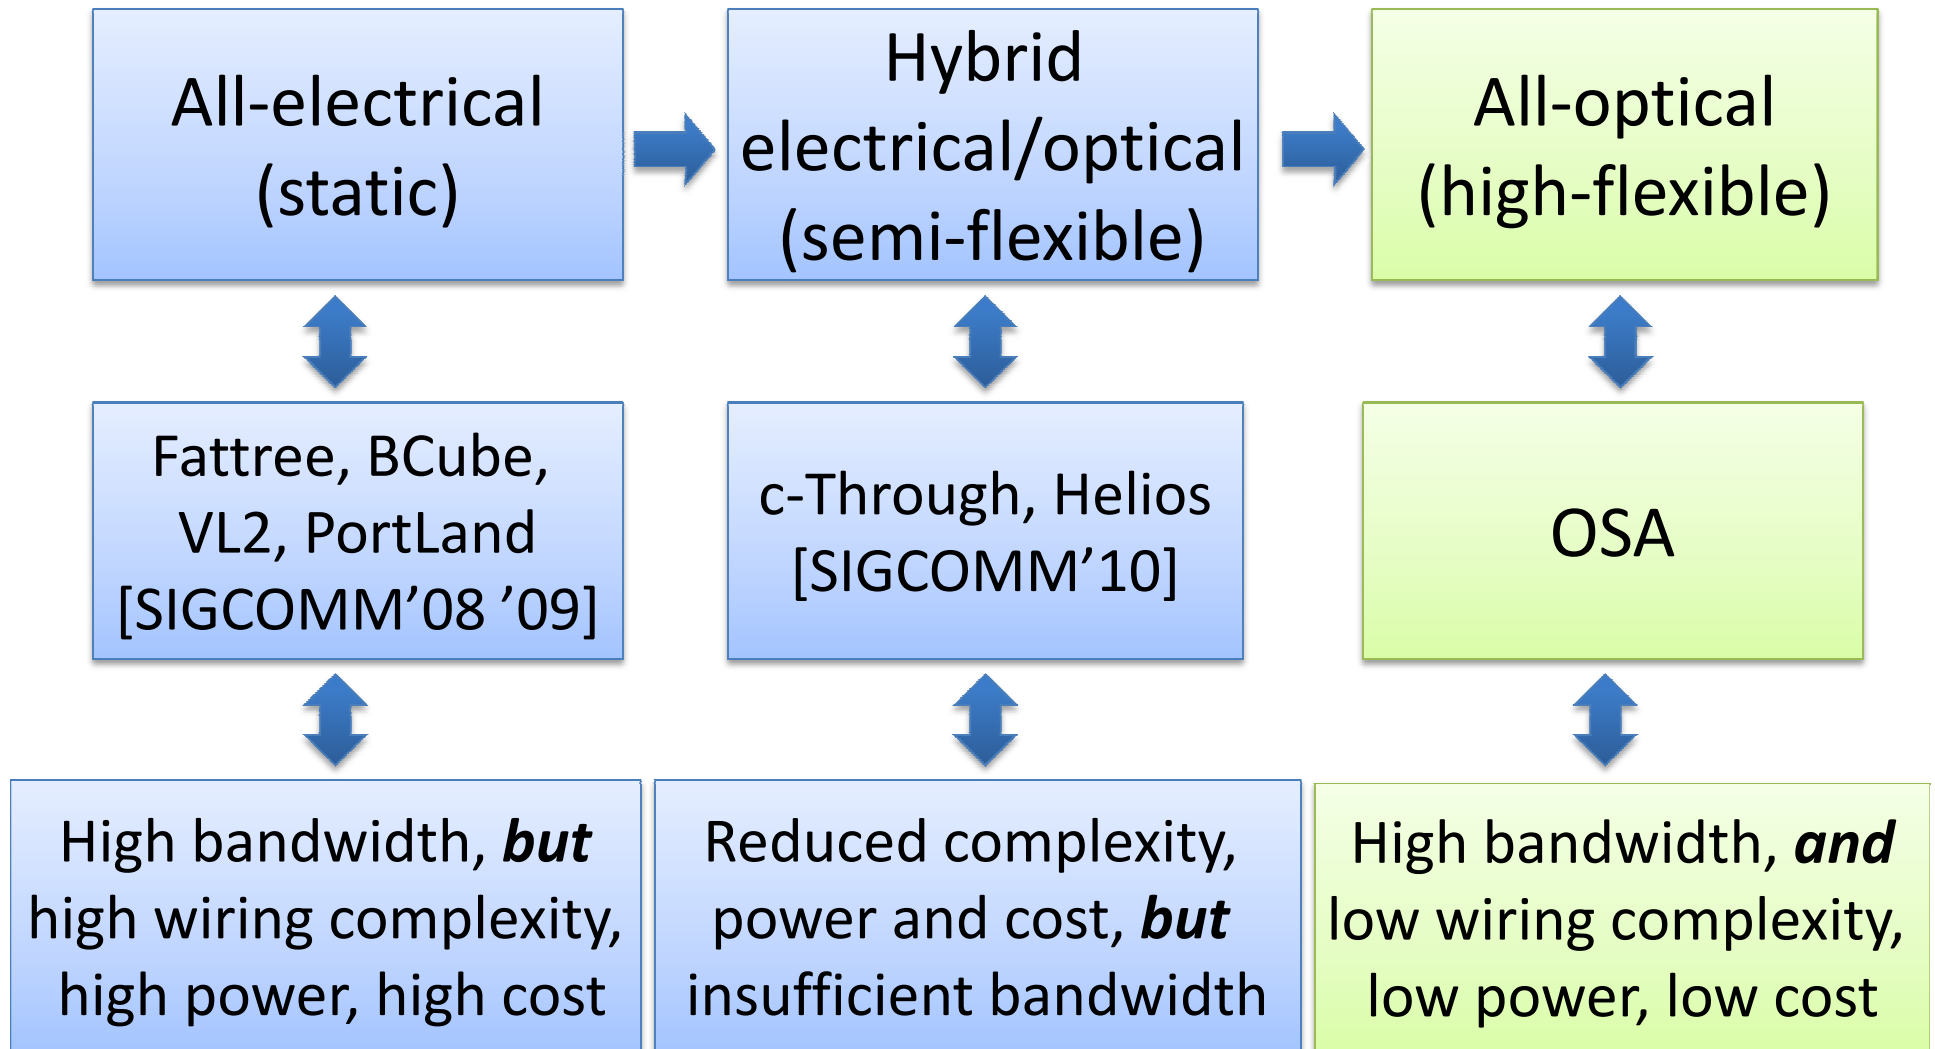 All-electrical
(static)
Hybrid
electrical/optical
(semi-flexible)
All-optical
(high-flexible)
Fattree, BCube,
VL2, PortLand
[SIGCOMM’08 ’09]
c-Through, Helios
[SIGCOMM’10]
OSA
High bandwidth, but
high wiring complexity,
high power, high cost
Reduced complexity,
power and cost, but
insufficient bandwidth
High bandwidth, and
low wiring complexity,
low power, low cost